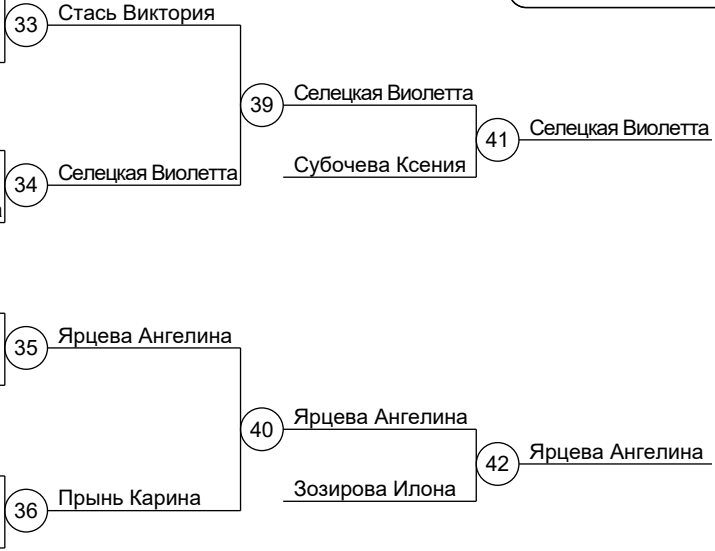 33
Стась Виктория
39
Селецкая Виолетта
41
Селецкая Виолетта
34
Селецкая Виолетта
Субочева Ксения
35
Ярцева Ангелина
40
Ярцева Ангелина
42
Ярцева Ангелина
36
Прынь Карина
Зозирова Илона